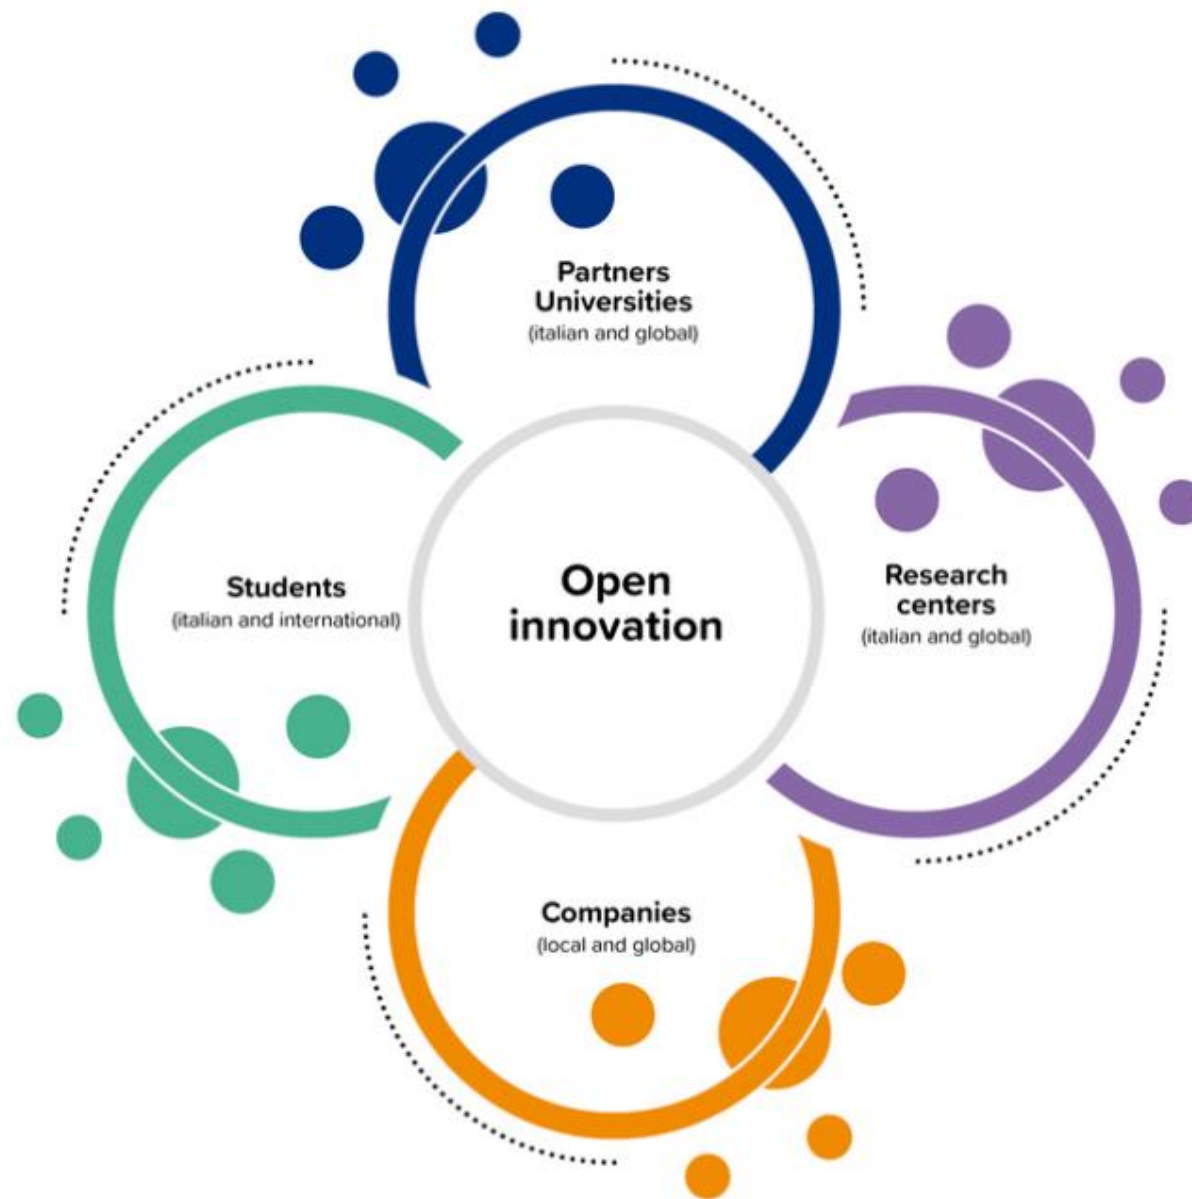 Partners
Universities
(italian and global)
Students
(italian and international)
Open
innovation
Research
centers
(italian and global)
Companies
(local and global)